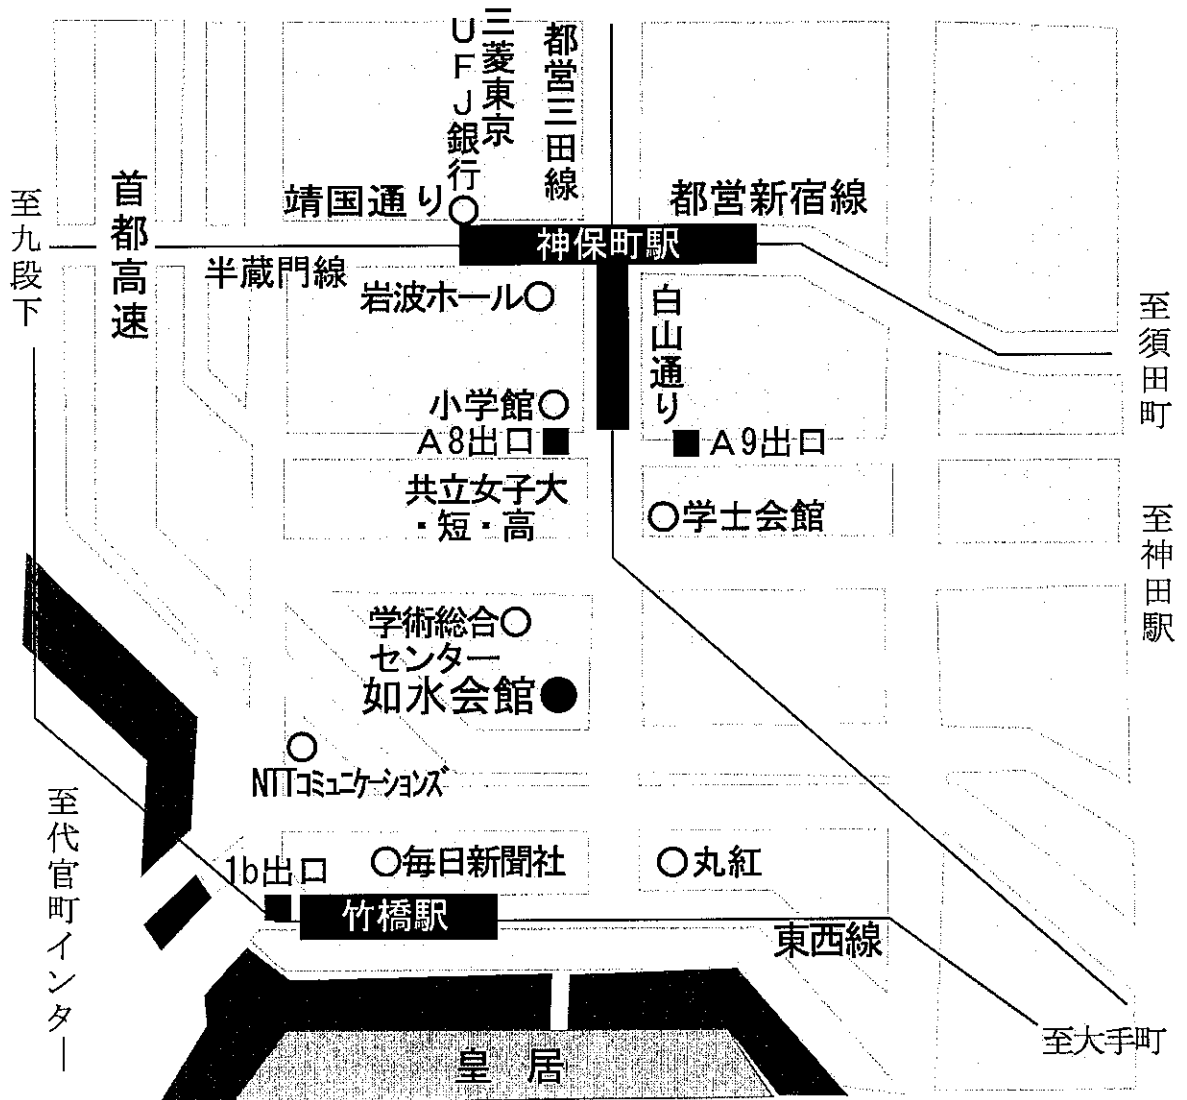 三菱東京
UFJ銀行
都営三田線
首都高速
至九段下
靖国通り
都営新宿線
神保町駅
半蔵門線
岩波ホール
白山通り
至須田町
小学館
A8出口
A9出口
共立女子大
・短・高
学士会館
至神田駅
学術総合
センター
如水会館
NTTコミュニケーションズ
至代官町インター
1b出口
毎日新聞社
丸紅
竹橋駅
東西線
至大手町
皇居